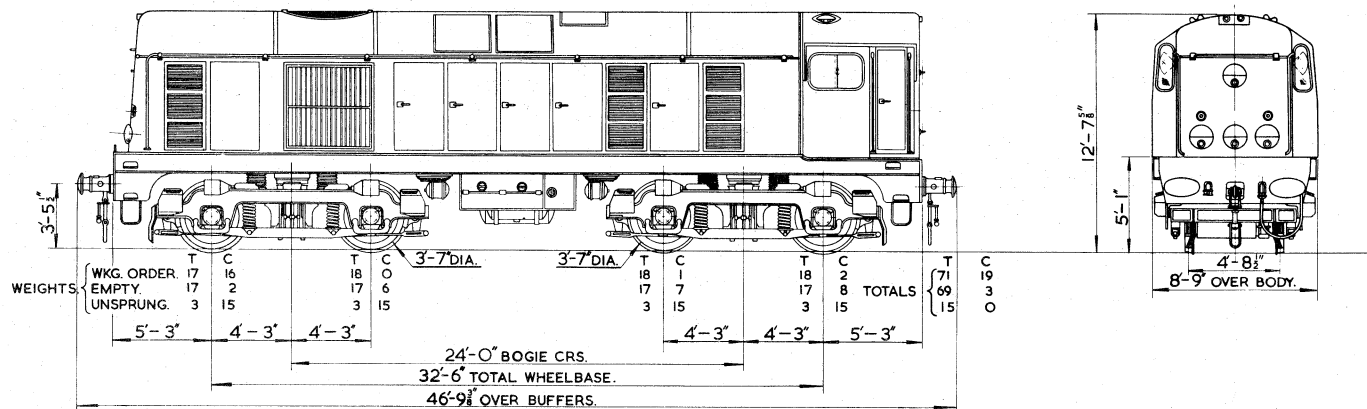 12'-7⅝"
3'-5½"
5'-1"
3'-7" DIA.
3'-7" DIA.
4'-8½"
8'-9" OVER BODY.
T C T C T C T C T C
WEIGHTS { WKG. ORDER. 17 16 18 0 18 1 18 2 TOTALS { 71 19
EMPTY. 17 2 17 6 17 7 17 8 69 3
UNSPRUNG. 3 15 3 15 3 15 3 15 15 0
5'-3" 4'-3" 4'-3" 4'-3" 4'-3" 5'-3"
24'-0" BOGIE CRS.
32'-6" TOTAL WHEELBASE.
46'-9⅜" OVER BUFFERS.